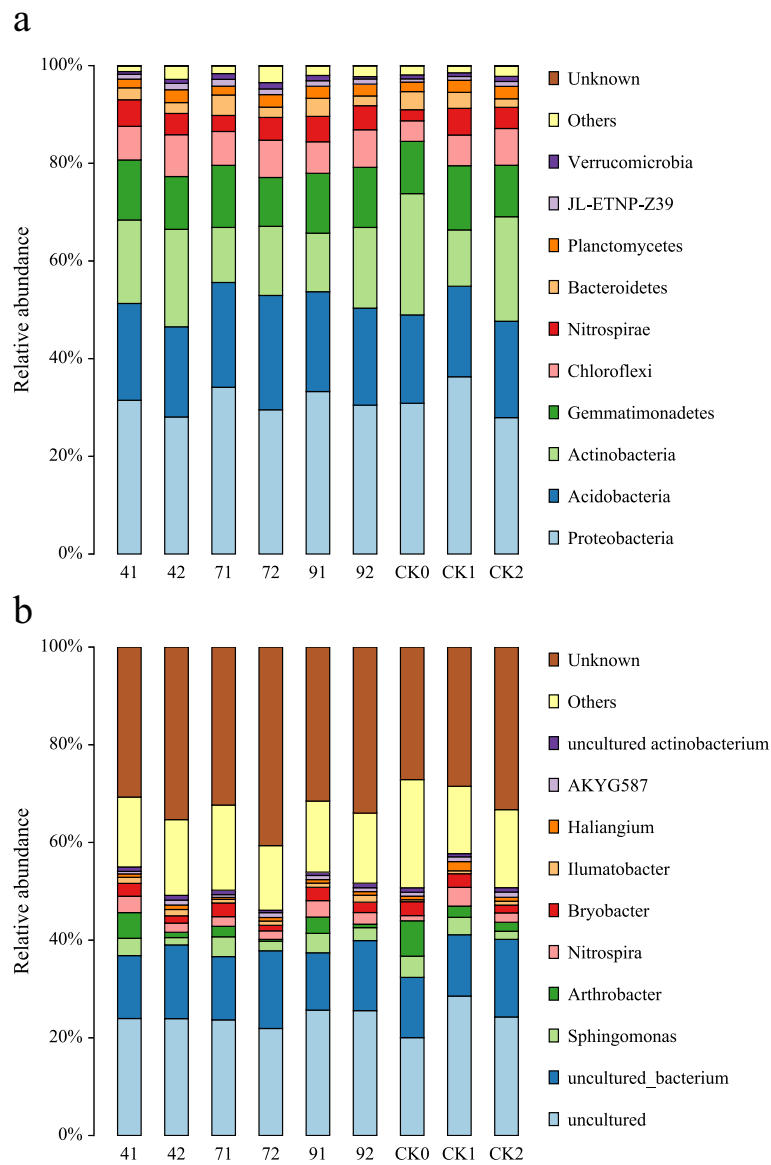 a
Relative abundance
100%
80%
60%
40%
20%
0%
41 42 71 72 91 92 CK0 CK1 CK2
Unknown
Others
Verrucomicrobia
JL-ETNP-Z39
Planctomycetes
Bacteroidetes
Nitrospirae
Chloroflexi
Gemmatimonadetes
Actinobacteria
Acidobacteria
Proteobacteria
b
Relative abundance
100%
80%
60%
40%
20%
0%
41 42 71 72 91 92 CK0 CK1 CK2
Unknown
Others
uncultured actinobacterium
AKYG587
Haliangium
Ilumatobacter
Bryobacter
Nitrospira
Arthrobacter
Sphingomonas
uncultured_bacterium
uncultured